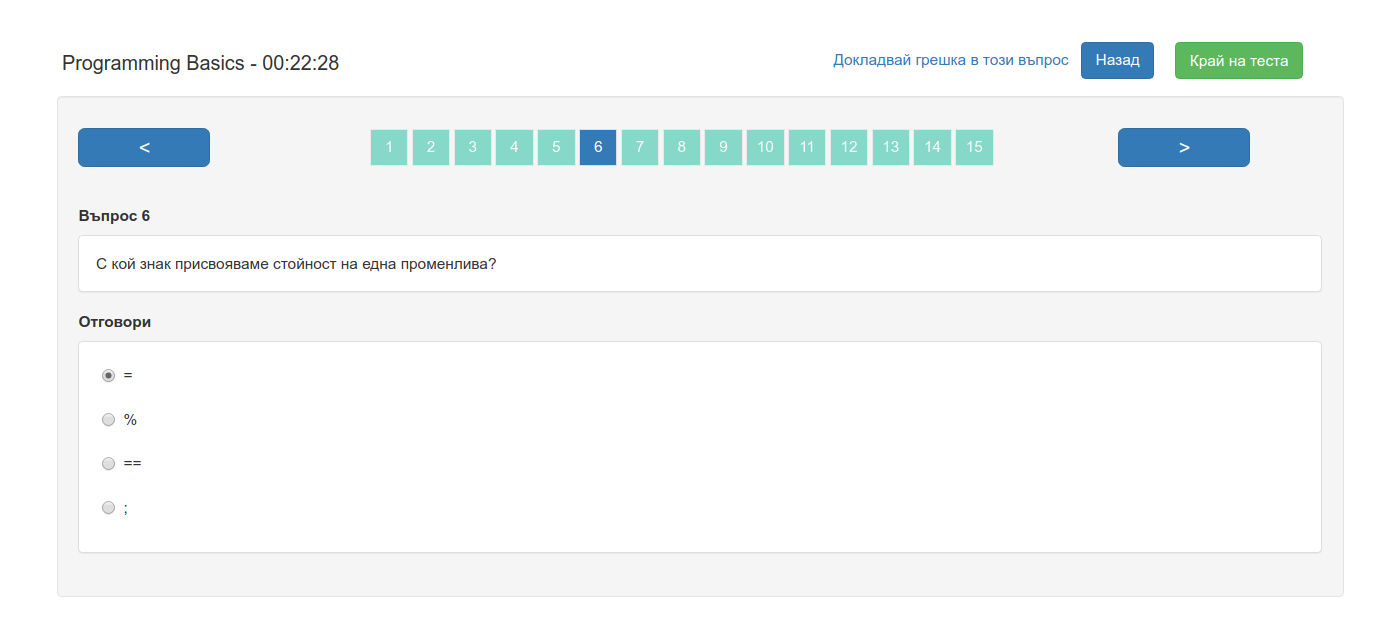 Programming Basics - 00:22:28
Докладвай грешка в този въпрос
Назад
Край на теста
<
1 2 3 4 5 6 7 8 9 10 11 12 13 14 15
>
Въпрос 6
С кой знак присвояваме стойност на една променлива?
Отговори
=
%
==
;